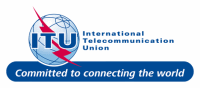 ITU
International
Telecommunication
Union
Committed to connecting the world